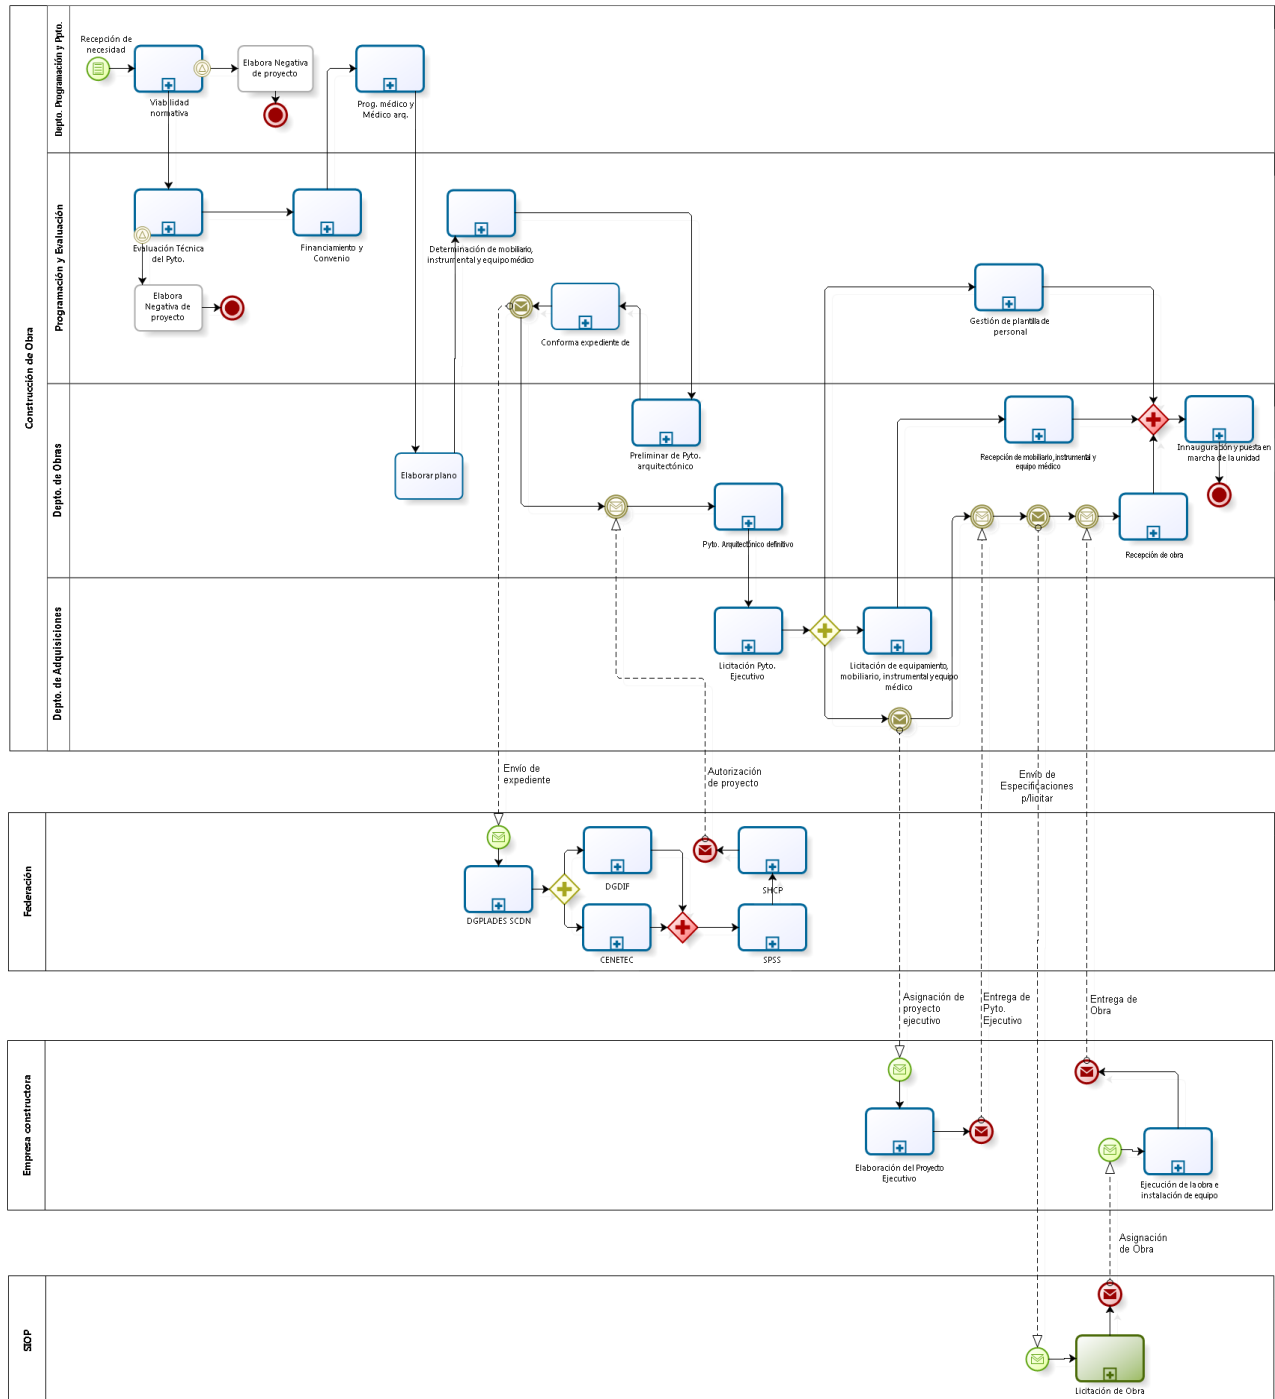 Construcción de Obra
Depto. Programación y Ppto.
Recepción de
necesidad
Viabilidad
normativa
Elabora Negativa
de proyecto
Prog. médico y
Médico arq.
Programación y Evaluación
Evaluación Técnica
del Pyto.
Elabora
Negativa de
proyecto
Financiamiento y
Convenio
Determinación de mobiliario,
instrumental y equipo médico
Conforma expediente de
Gestión de plantilla de
personal
Depto. de Obras
Elaborar plano
Preliminar de Pyto.
arquitectónico
Pyto. Arquitectónico definitivo
Recepción de mobiliario, instrumental y
equipo médico
Innauguración y puesta en
marcha de la unidad
Recepción de obra
Depto. de Adquisiciones
Licitación Pyto.
Ejecutivo
Licitación de equipamiento,
mobiliario, instrumental y equipo
médico
Envío de
expediente
Autorización
de proyecto
Envío de
Especificaciones
p/licitar
Federación
DGPLADES SCDN
DGDIF
CENETEC
SHCP
SPSS
Asignación de
proyecto
ejecutivo
Entrega de
Pyto.
Ejecutivo
Entrega de
Obra
Empresa constructora
Elaboración del Proyecto
Ejecutivo
Ejecución de la obra e
instalación de equipo
Asignación
de Obra
SIOP
Licitación de Obra